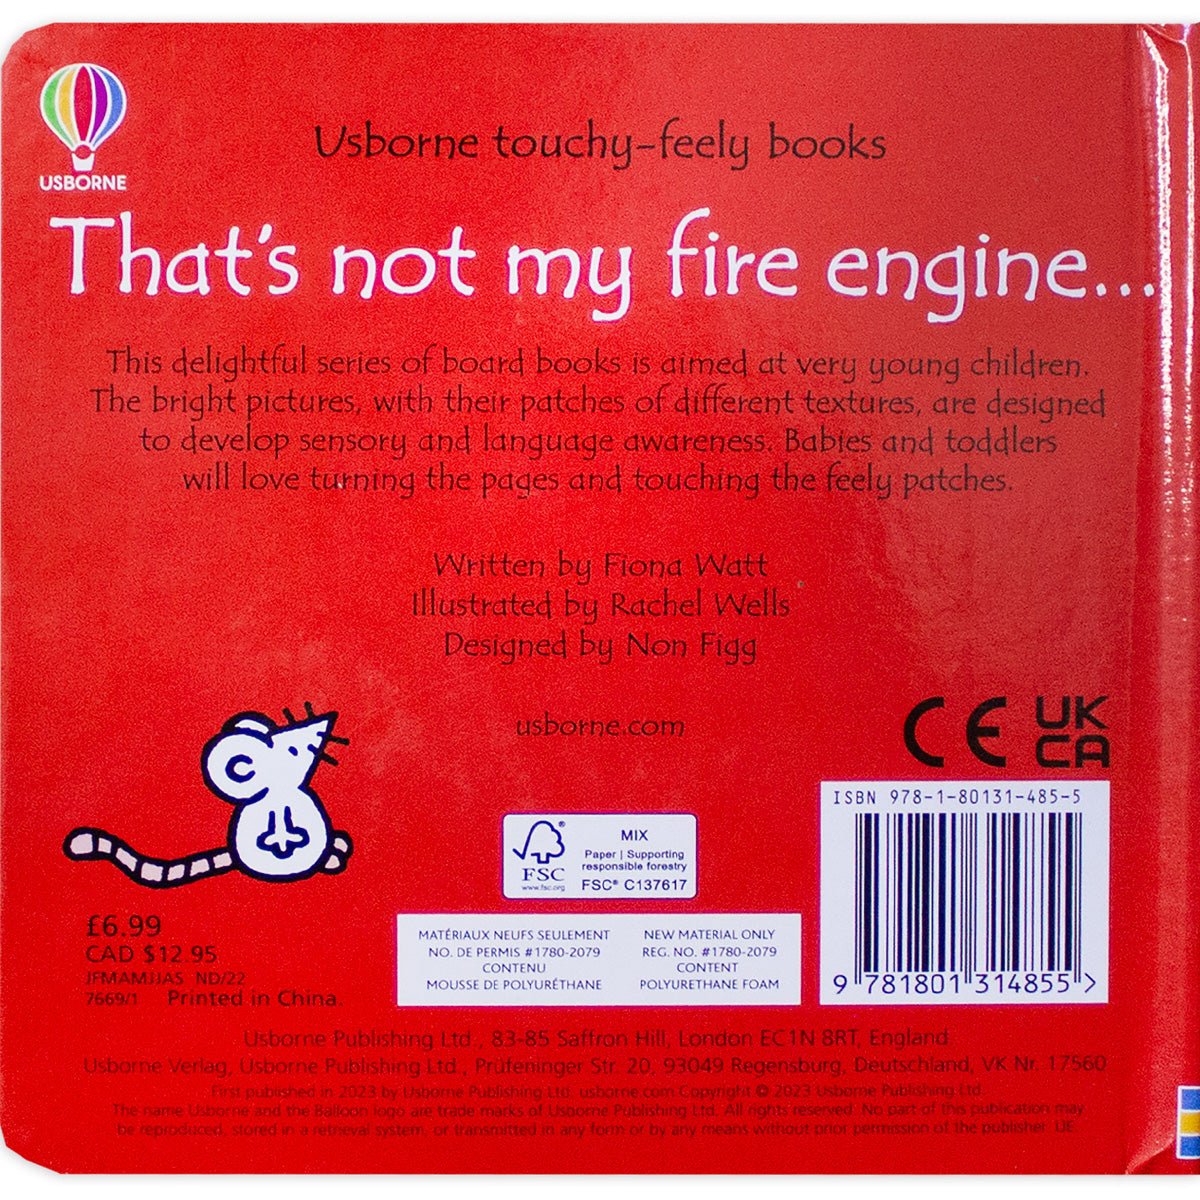 USBORNE
Usborne touchy-feely books
That's not my fire engine...
This delightful series of board books is aimed at very young children.
The bright pictures, with their patches of different textures, are designed
to develop sensory and language awareness. Babies and toddlers
will love turning the pages and touching the feely patches.
Written by Fiona Watt
Illustrated by Rachel Wells
Designed by Non Figg
usborne.com
CE
UK
CA
ISBN 978-1-80131-485-5
9 781801 314855 >
FSC®
www.fsc.org
MIX
Paper | Supporting
responsible forestry
FSC® C137617
£6.99
CAD $12.95
JFMAMJJAS ND/22
7669/1 Printed in China.
MATÉRIAUX NEUFS SEULEMENT
NO. DE PERMIS #1780-2079
CONTENU
MOUSSE DE POLYURÉTHANE
NEW MATERIAL ONLY
REG. NO. #1780-2079
CONTENT
POLYURETHANE FOAM
Usborne Publishing Ltd., 83-85 Saffron Hill, London EC1N 8RT, England
Usborne Verlag, Usborne Publishing Ltd., Prüfeninger Str. 20, 93049 Regensburg, Deutschland, VK Nr. 17560
First published in 2023 by Usborne Publishing Ltd, usborne.com Copyright © 2023 Usborne Publishing Ltd
The name Usborne and the Balloon logo are trade marks of Usborne Publishing Ltd. All rights reserved. No part of this publication may
be reproduced, stored in a retrieval system, or transmitted in any form or by any means without prior permission of the publisher. UE.